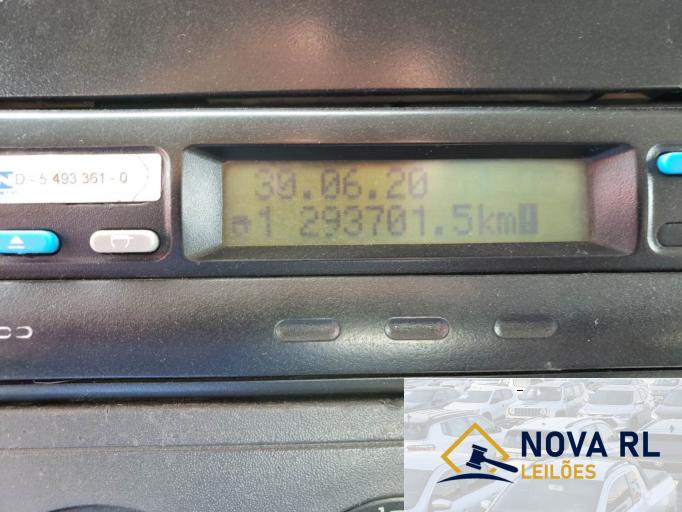 D - 5 493 361 - 0
30.06.20
1 293701.5km
NOVA RL
LEILÕES